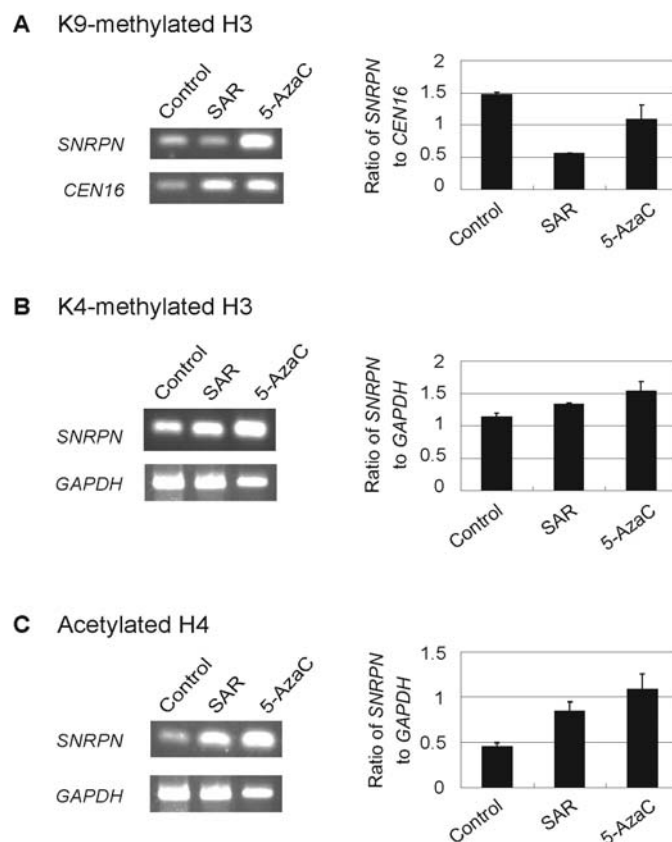 A K9-methylated H3
Control
SAR
5-AzaC
SNRPN
CEN16
Ratio of SNRPN
to CEN16
2
1.5
1
0.5
0
Control
SAR
5-AzaC
B K4-methylated H3
Control
SAR
5-AzaC
SNRPN
GAPDH
Ratio of SNRPN
to GAPDH
2
1.5
1
0.5
0
Control
SAR
5-AzaC
C Acetylated H4
Control
SAR
5-AzaC
SNRPN
GAPDH
Ratio of SNRPN
to GAPDH
1.5
1
0.5
0
Control
SAR
5-AzaC